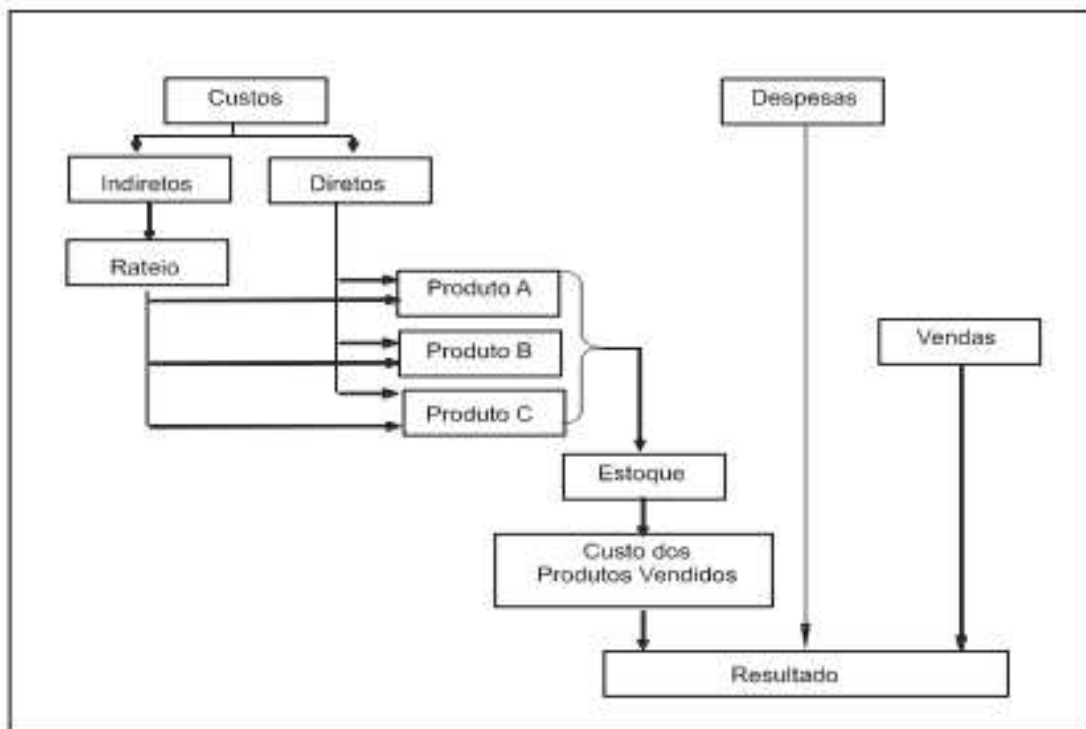 Custos
Despesas
Indiretos
Diretos
Rateio
Produto A
Produto B
Vendas
Produto C
Estoque
Custo dos
Produtos Vendidos
Resultado